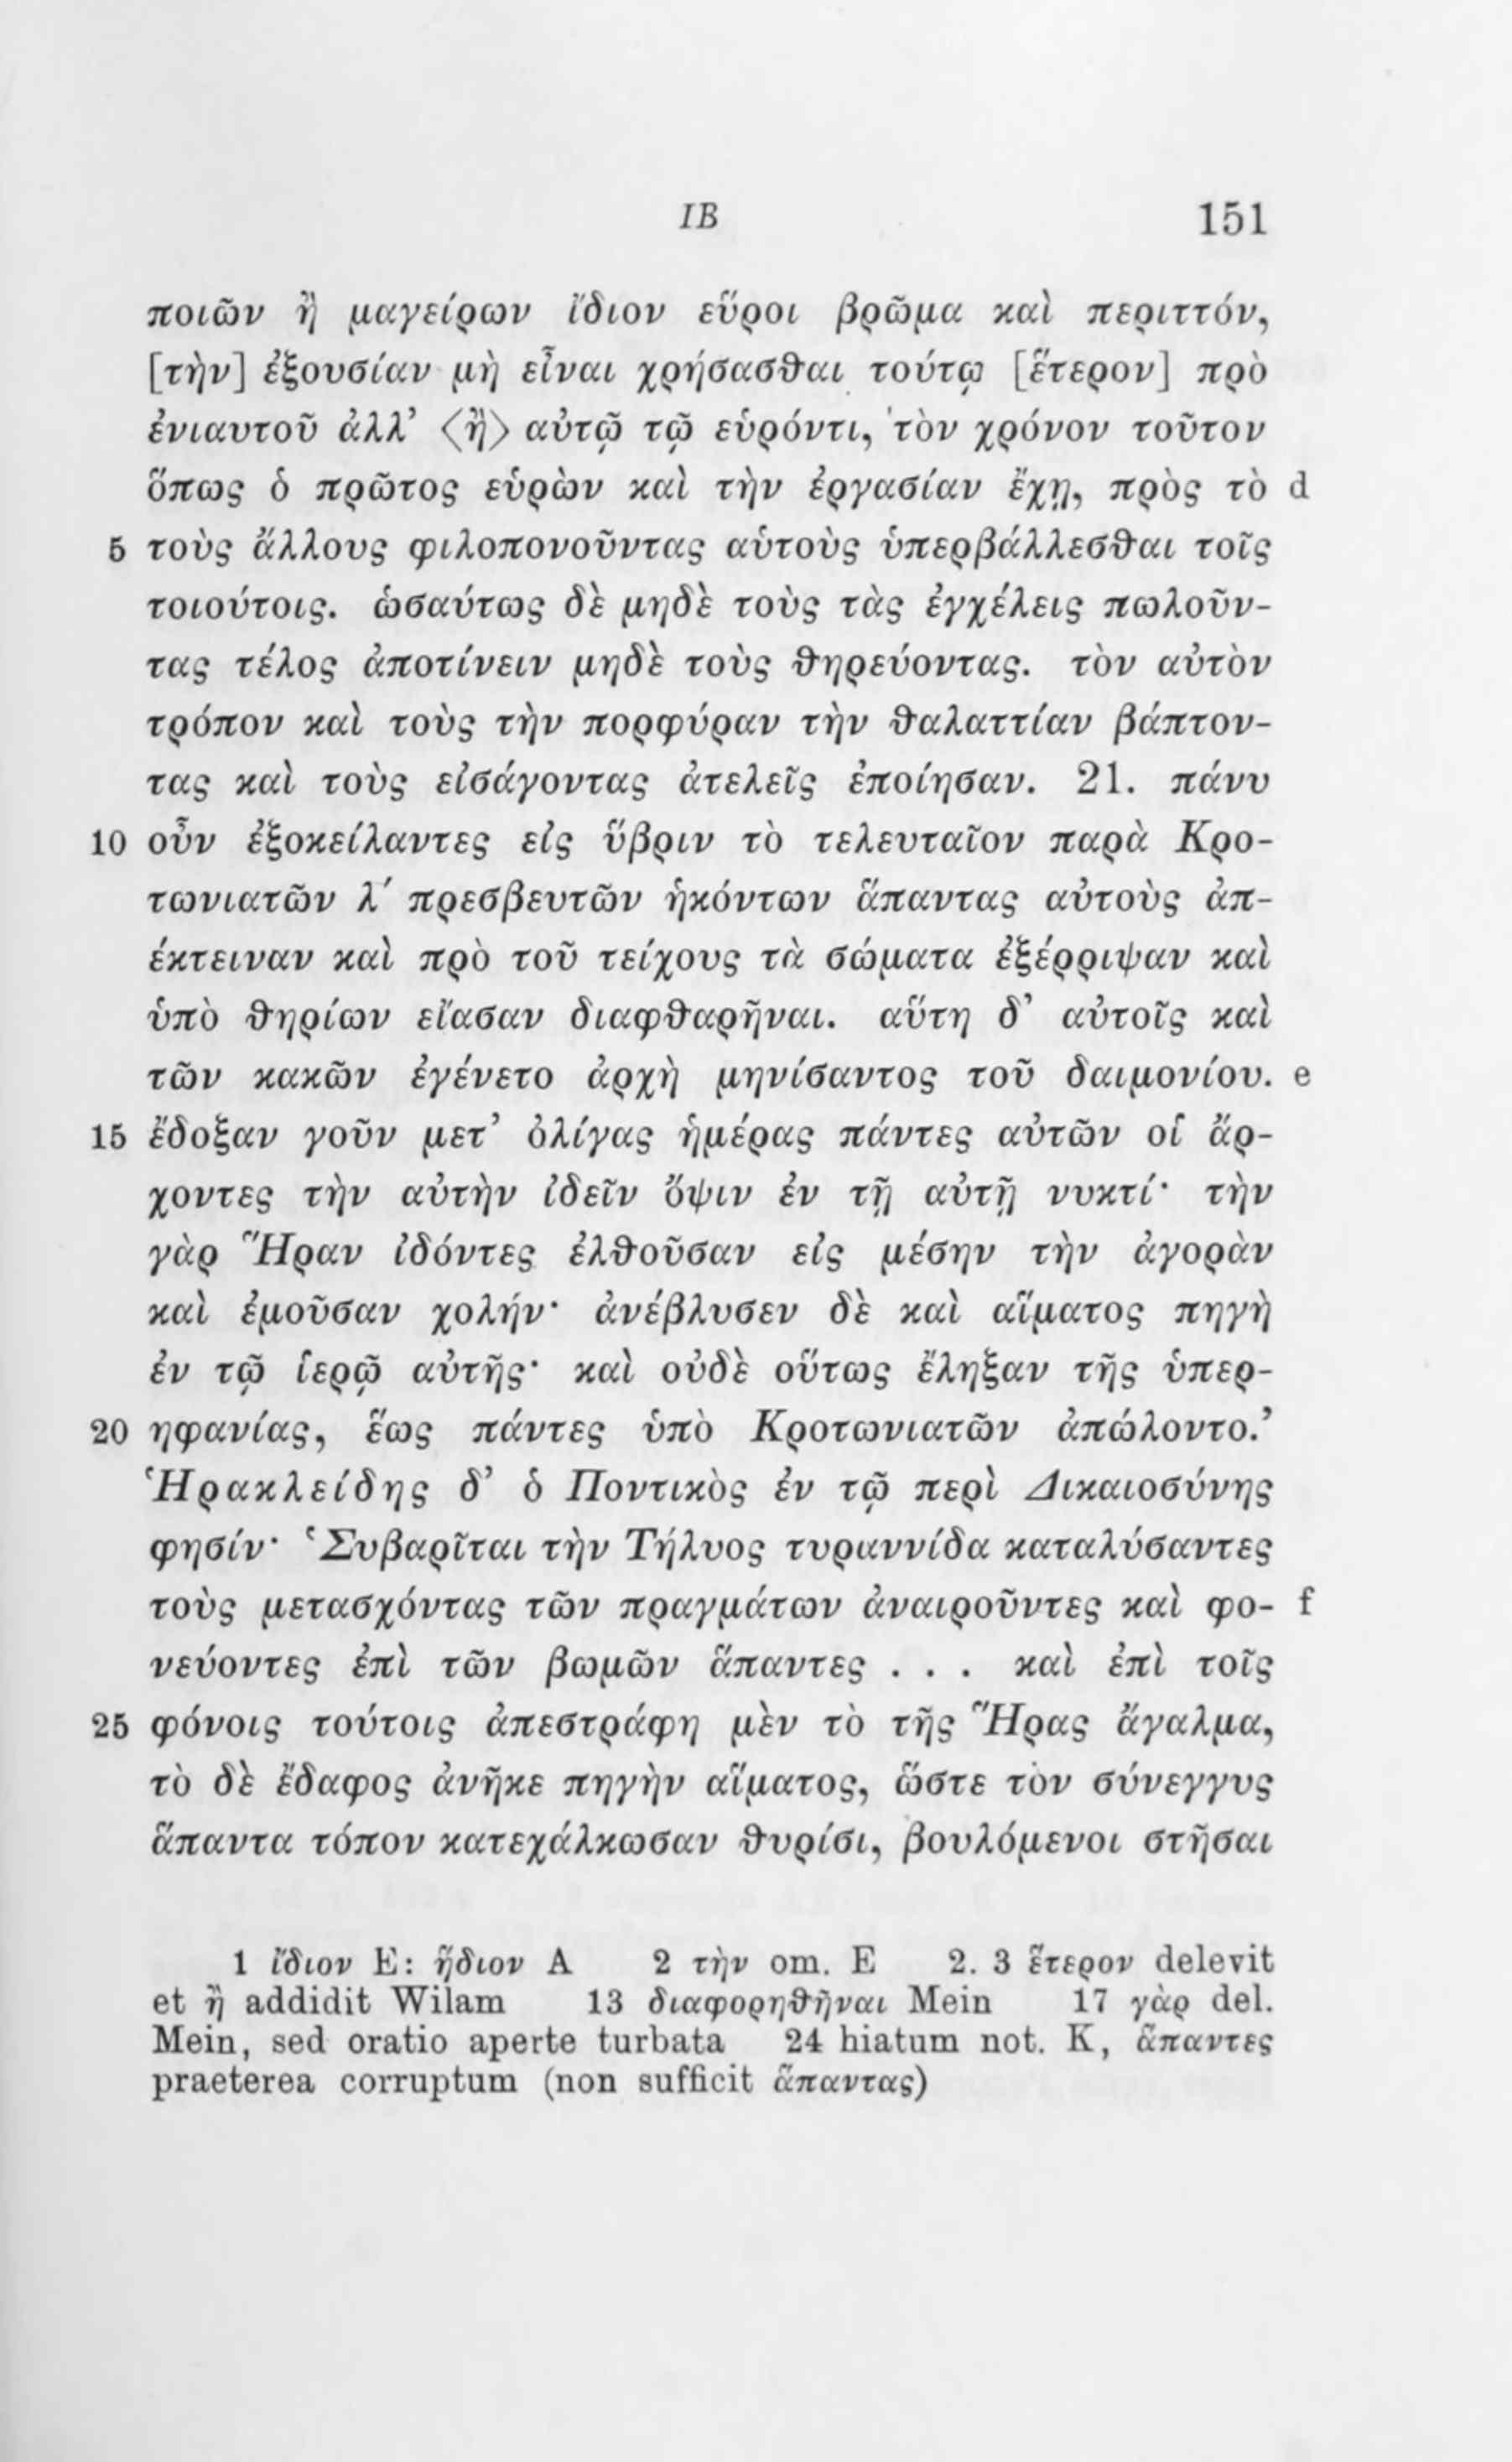 IB 151
ποιῶν ἢ μαγείρων ἴδιον εὕροι βρῶμα καὶ περιττόν,
[τὴν] ἐξουσίαν μὴ εἶναι χρήσασθαι τούτῳ [ἕτερον] πρὸ
ἐνιαυτοῦ ἀλλ’ <ἢ> αὐτῷ τῷ εὑρόντι, τὸν χρόνον τοῦτον
ὅπως ὁ πρῶτος εὑρὼν καὶ τὴν ἐργασίαν ἔχῃ, πρὸς τὸ d
5 τοὺς ἄλλους φιλοπονοῦντας αὑτοὺς ὑπερβάλλεσθαι τοῖς
τοιούτοις. ὡσαύτως δὲ μηδὲ τοὺς τὰς ἐγχέλεις πωλοῦν-
τας τέλος ἀποτίνειν μηδὲ τοὺς θηρεύοντας. τὸν αὐτὸν
τρόπον καὶ τοὺς τὴν πορφύραν τὴν θαλαττίαν βάπτον-
τας καὶ τοὺς εἰσάγοντας ἀτελεῖς ἐποίησαν. 21. πάνυ
10 οὖν ἐξοκείλαντες εἰς ὕβριν τὸ τελευταῖον παρὰ Κρο-
τωνιατῶν λ′ πρεσβευτῶν ἡκόντων ἅπαντας αὐτοὺς ἀπ-
έκτειναν καὶ πρὸ τοῦ τείχους τὰ σώματα ἐξέρριψαν καὶ
ὑπὸ θηρίων εἴασαν διαφθαρῆναι. αὕτη δ’ αὐτοῖς καὶ
τῶν κακῶν ἐγένετο ἀρχὴ μηνίσαντος τοῦ δαιμονίου. e
15 ἔδοξαν γοῦν μετ’ ὀλίγας ἡμέρας πάντες αὐτῶν οἱ ἄρ-
χοντες τὴν αὐτὴν ἰδεῖν ὄψιν ἐν τῇ αὐτῇ νυκτί· τὴν
γὰρ Ἥραν ἰδόντες ἐλθοῦσαν εἰς μέσην τὴν ἀγορὰν
καὶ ἐμοῦσαν χολήν· ἀνέβλυσεν δὲ καὶ αἵματος πηγὴ
ἐν τῷ ἱερῷ αὐτῆς· καὶ οὐδὲ οὕτως ἔληξαν τῆς ὑπερ-
20 ηφανίας, ἕως πάντες ὑπὸ Κροτωνιατῶν ἀπώλοντο.’
Ἡρακλείδης δ’ ὁ Ποντικὸς ἐν τῷ περὶ Δικαιοσύνης
φησίν· ‘Συβαρῖται τὴν Τήλυος τυραννίδα καταλύσαντες
τοὺς μετασχόντας τῶν πραγμάτων ἀναιροῦντες καὶ φο- f
νεύοντες ἐπὶ τῶν βωμῶν ἅπαντες . . . καὶ ἐπὶ τοῖς
25 φόνοις τούτοις ἀπεστράφη μὲν τὸ τῆς Ἥρας ἄγαλμα,
τὸ δὲ ἔδαφος ἀνῆκε πηγὴν αἵματος, ὥστε τὸν σύνεγγυς
ἅπαντα τόπον κατεχάλκωσαν θυρίσι, βουλόμενοι στῆσαι
1 ἴδιον E: ἥδιον A 2 τὴν om. E 2. 3 ἕτερον delevit
et ἢ addidit Wilam 13 διαφορηθῆναι Mein 17 γὰρ del.
Mein, sed oratio aperte turbata 24 hiatum not. K, ἅπαντες
praeterea corruptum (non sufficit ἅπαντας)